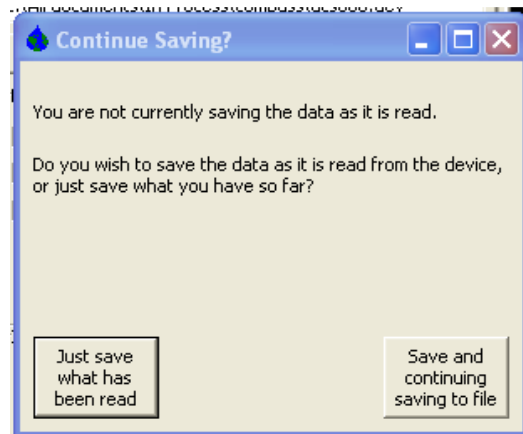 Continue Saving?
You are not currently saving the data as it is read.
Do you wish to save the data as it is read from the device,
or just save what you have so far?
Just save
what has
been read
Save and
continuing
saving to file